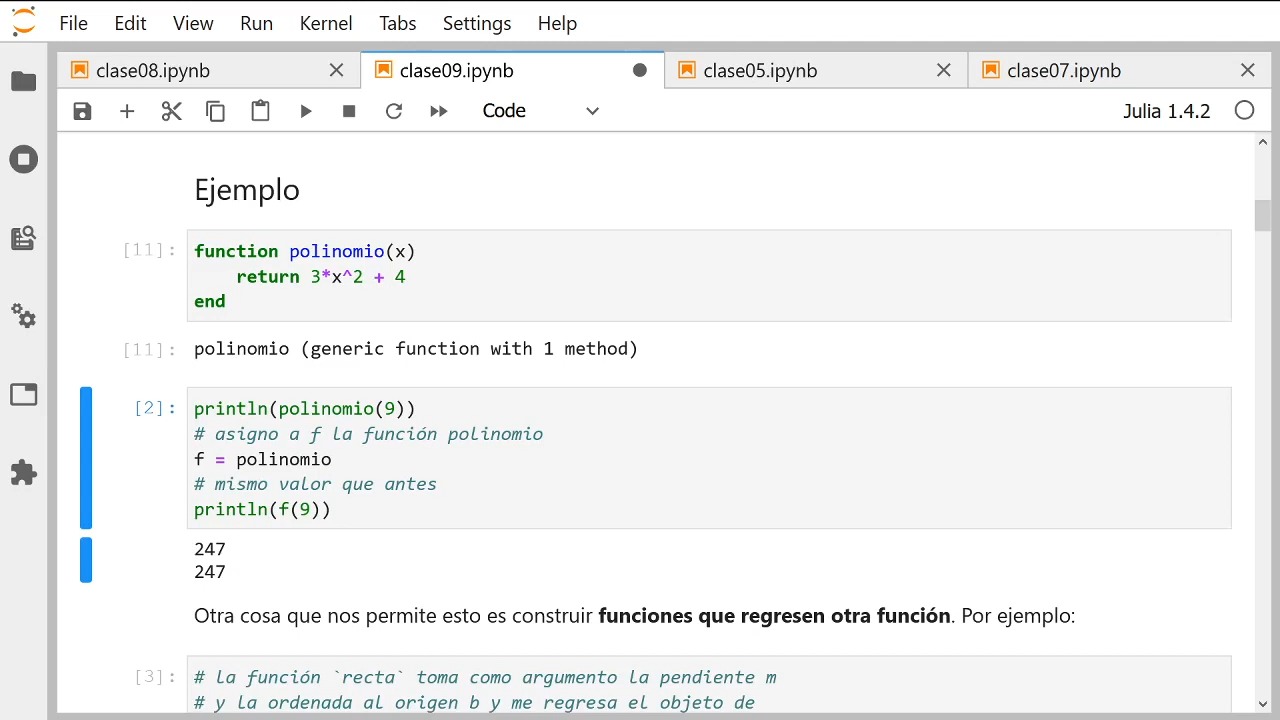 File Edit View Run Kernel Tabs Settings Help
clase08.ipynb clase09.ipynb clase05.ipynb clase07.ipynb
Code Julia 1.4.2
Ejemplo
[11]: function polinomio(x)
return 3*x^2 + 4
end
[11]: polinomio (generic function with 1 method)
[2]: println(polinomio(9))
# asigno a f la función polinomio
f = polinomio
# mismo valor que antes
println(f(9))
247
247
Otra cosa que nos permite esto es construir funciones que regresen otra función. Por ejemplo:
[3]: # la función `recta` toma como argumento la pendiente m
# y la ordenada al origen b y me regresa el objeto de